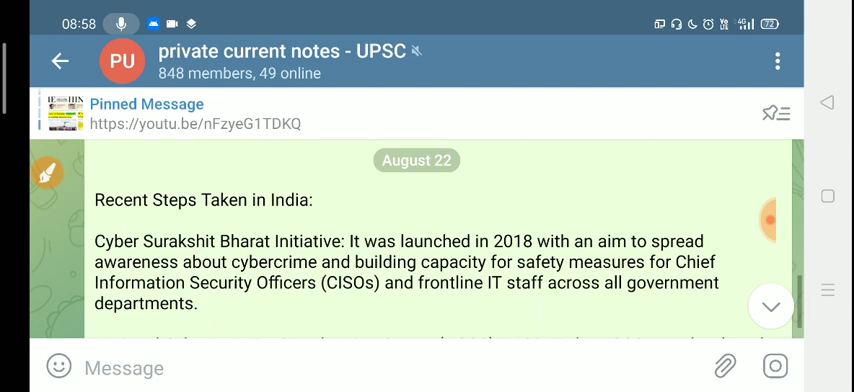 08:58
4G
72
PU
private current notes - UPSC
848 members, 49 online
Pinned Message
https://youtu.be/nFzyeG1TDKQ
August 22
Recent Steps Taken in India:
Cyber Surakshit Bharat Initiative: It was launched in 2018 with an aim to spread
awareness about cybercrime and building capacity for safety measures for Chief
Information Security Officers (CISOs) and frontline IT staff across all government
departments.
Message